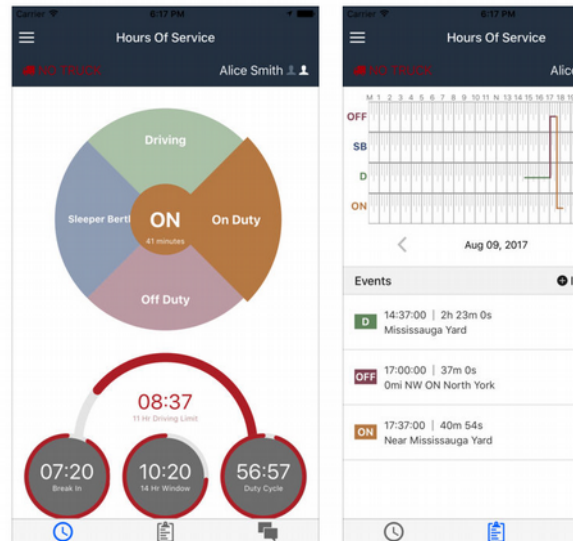 Carrier 6:17 PM
Hours Of Service
NO TRUCK Alice Smith
Driving
Sleeper Bert
ON
41 minutes
On Duty
Off Duty
08:37
11 Hr Driving Limit
07:20
Break In
10:20
14 Hr Window
56:57
Duty Cycle
Carrier 6:17 PM
Hours Of Service
NO TRUCK Alic
M 1 2 3 4 5 6 7 8 9 10 11 N 13 14 15 16 17 18 19
OFF
SB
D
ON
Aug 09, 2017
Events
D 14:37:00 | 2h 23m 0s
Mississauga Yard
OFF 17:00:00 | 37m 0s
0mi NW ON North York
ON 17:37:00 | 40m 54s
Near Mississauga Yard